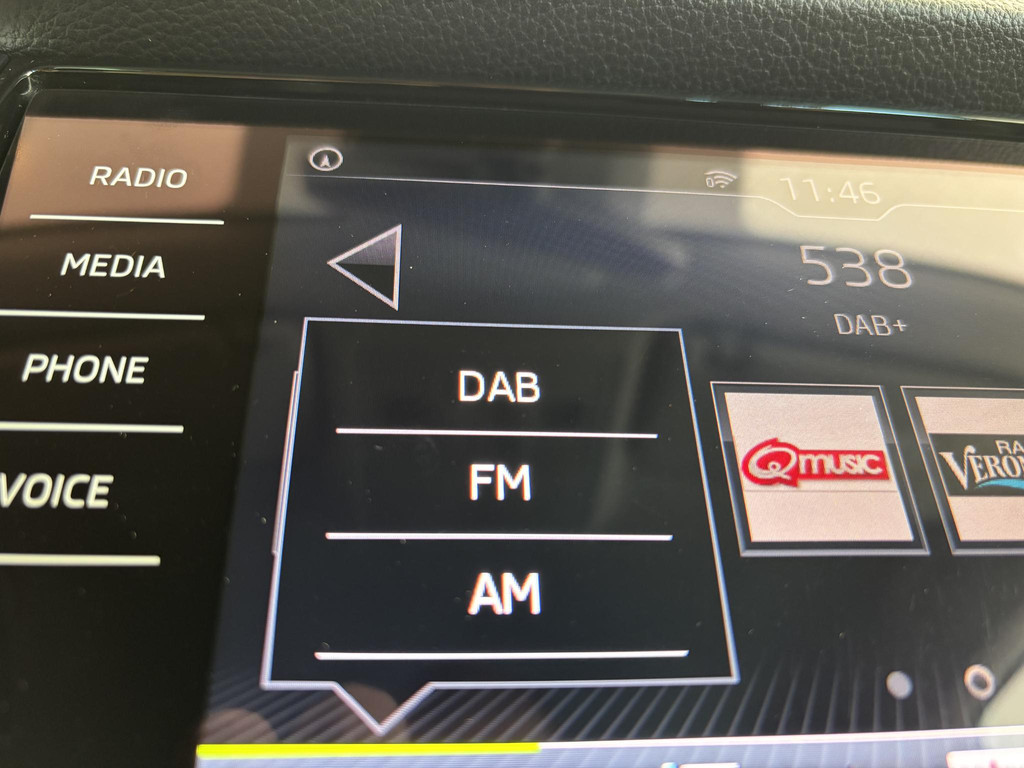 RADIO
MEDIA
PHONE
VOICE
11:46
538
DAB+
DAB
FM
AM
Qmusic